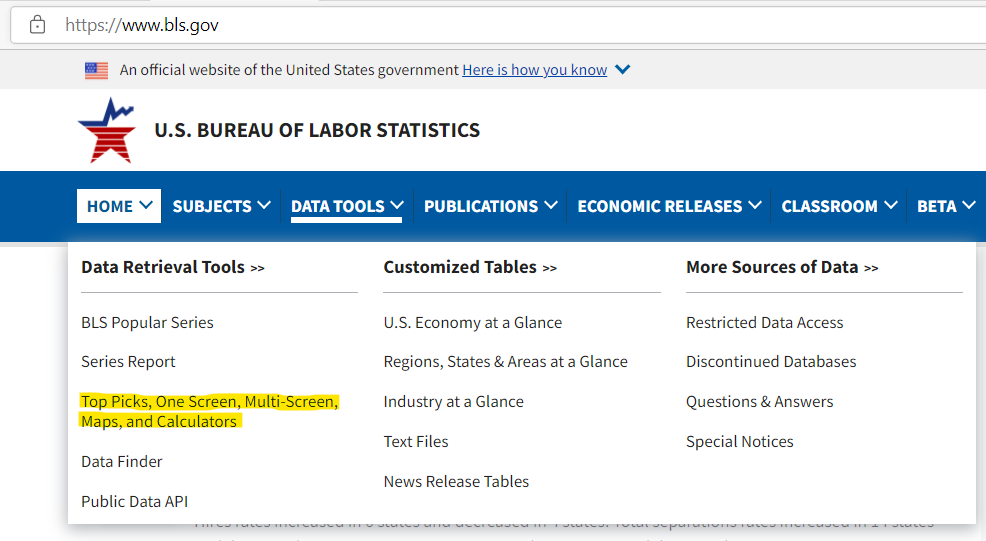 https://www.bls.gov
An official website of the United States government Here is how you know
U.S. BUREAU OF LABOR STATISTICS
HOME SUBJECTS DATA TOOLS PUBLICATIONS ECONOMIC RELEASES CLASSROOM BETA
Data Retrieval Tools >>
BLS Popular Series
Series Report
Top Picks, One Screen, Multi-Screen,
Maps, and Calculators
Data Finder
Public Data API
Customized Tables >>
U.S. Economy at a Glance
Regions, States & Areas at a Glance
Industry at a Glance
Text Files
News Release Tables
More Sources of Data >>
Restricted Data Access
Discontinued Databases
Questions & Answers
Special Notices